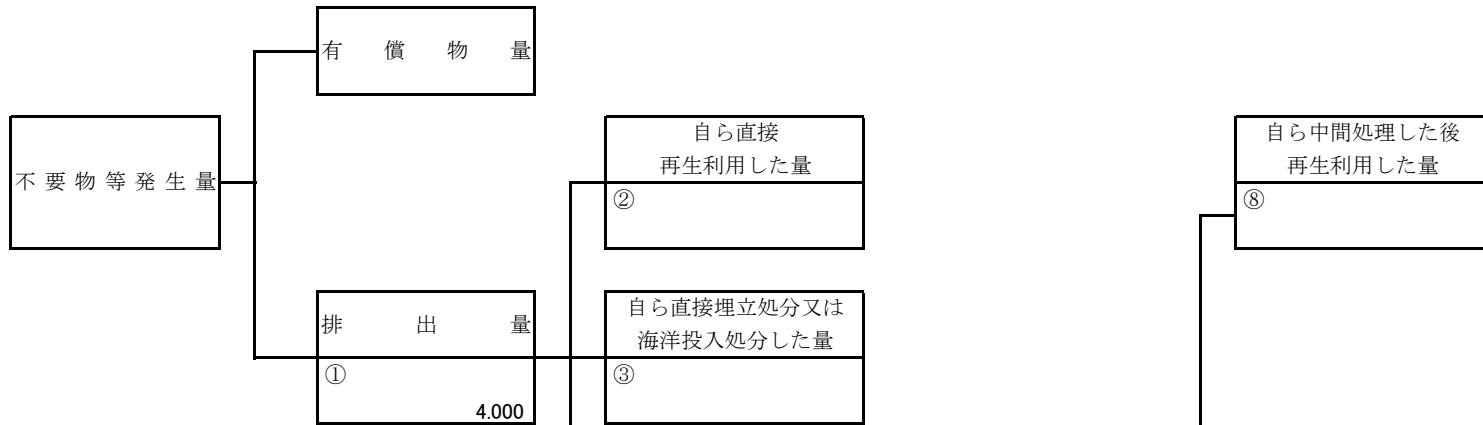 有償物量
不要物等発生量
自ら直接
再生利用した量
②
自ら中間処理した後
再生利用した量
⑧
排出量
①
4.000
自ら直接埋立処分又は
海洋投入処分した量
③